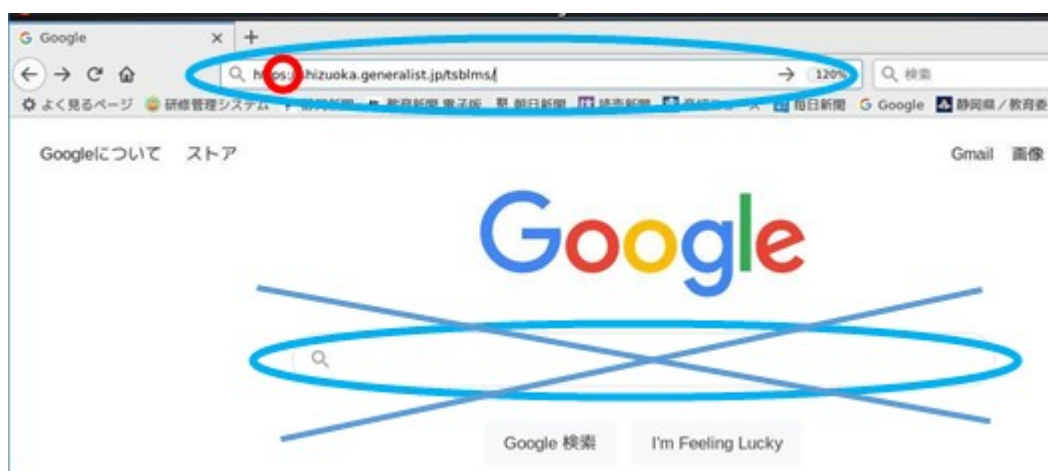 Google × +
hizuoka.generalist.jp/tsblms/ 120% 検索
よく見るページ 研修管理システム 毎日新聞 Google 静岡県/教育委
Googleについて ストア Gmail 画像
Google
Google 検索 I'm Feeling Lucky